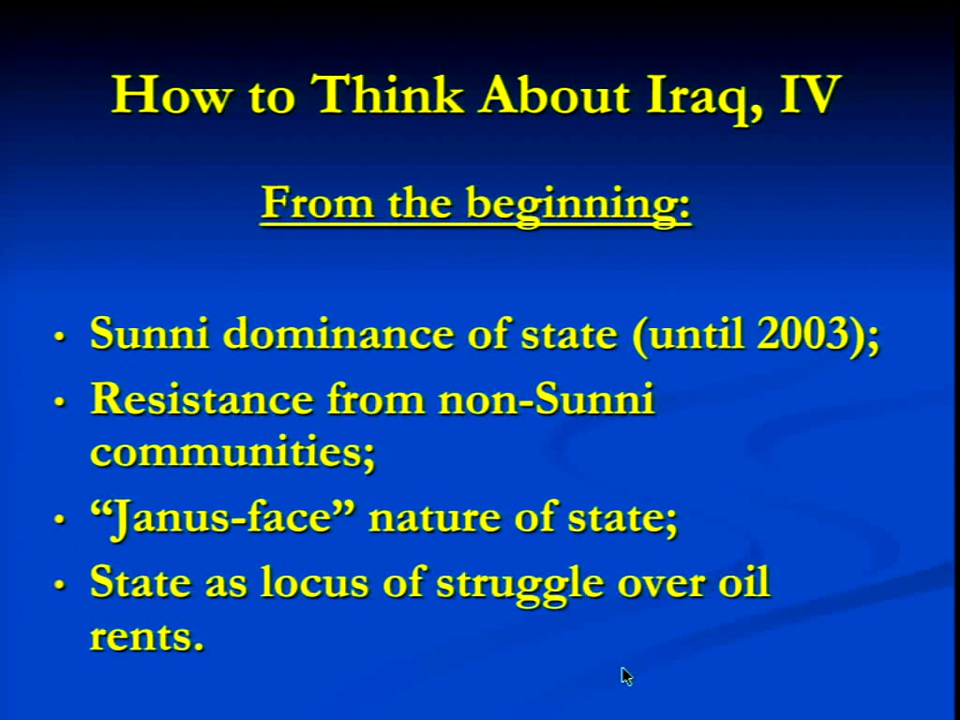 How to Think About Iraq, IV
From the beginning:
• Sunni dominance of state (until 2003);
• Resistance from non-Sunni
communities;
• “Janus-face” nature of state;
• State as locus of struggle over oil
rents.